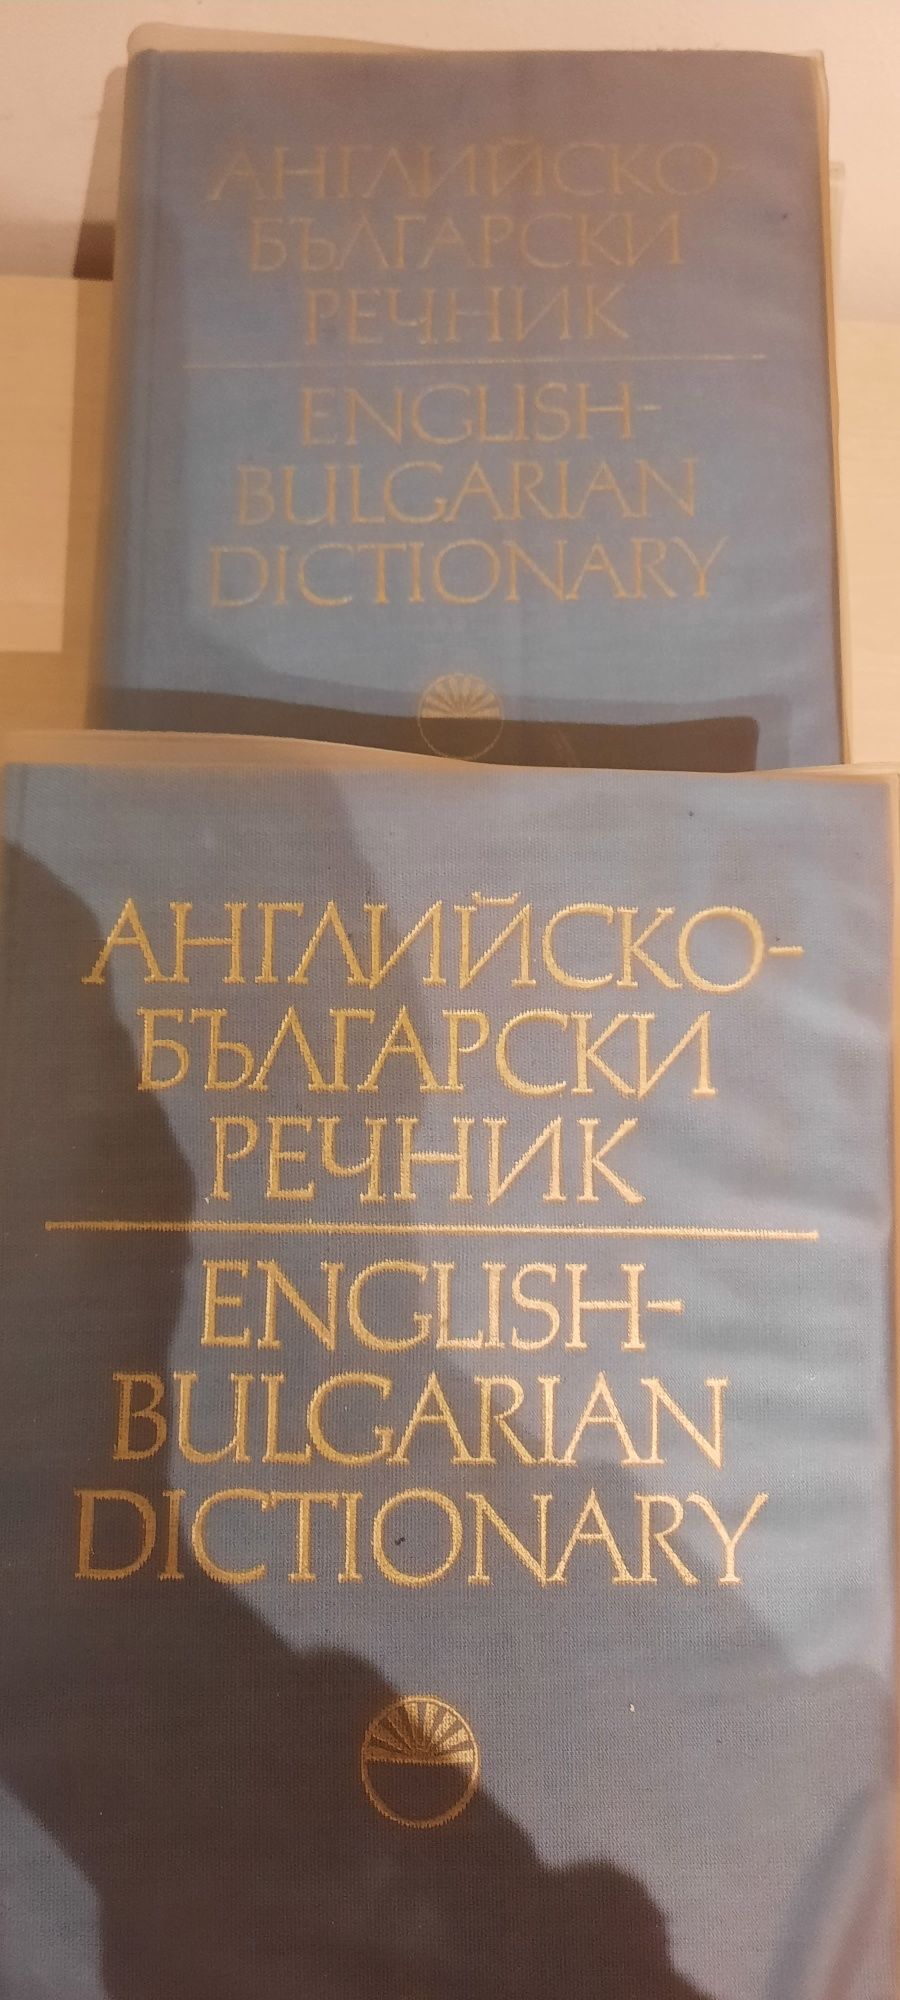 АНГЛИЙСКО-
БЪЛГАРСКИ
РЕЧНИК
ENGLISH-
BULGARIAN
DICTIONARY
АНГЛИЙСКО-
БЪЛГАРСКИ
РЕЧНИК
ENGLISH-
BULGARIAN
DICTIONARY